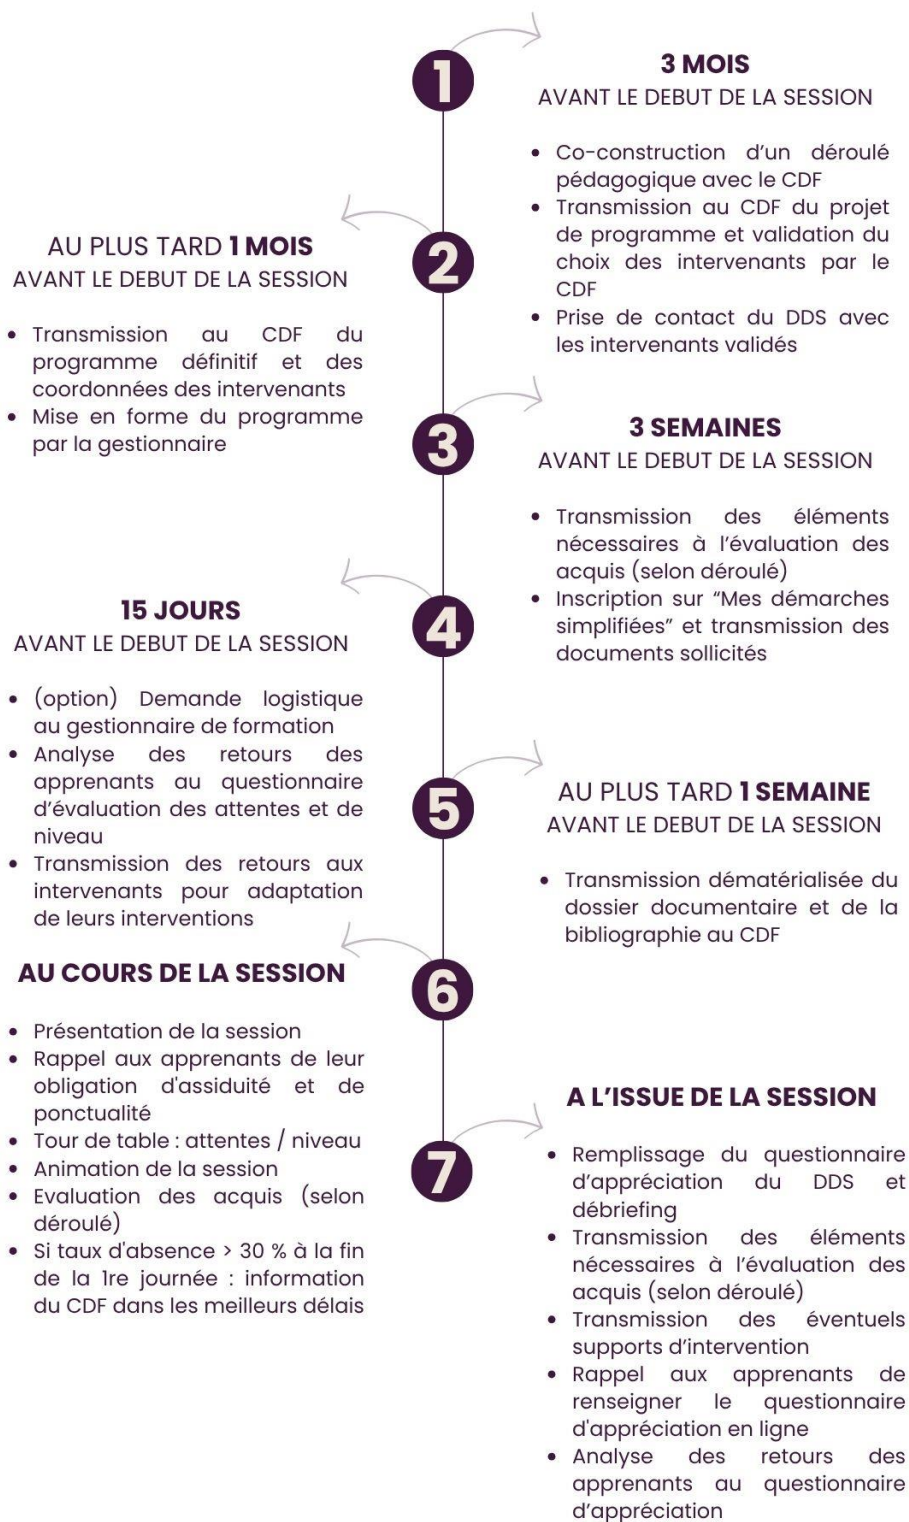 1
3 MOIS
AVANT LE DEBUT DE LA SESSION
• Co-construction d’un déroulé
pédagogique avec le CDF
• Transmission au CDF du projet
de programme et validation du
choix des intervenants par le
CDF
• Prise de contact du DDS avec
les intervenants validés
2
AU PLUS TARD 1 MOIS
AVANT LE DEBUT DE LA SESSION
• Transmission au CDF du
programme définitif et des
coordonnées des intervenants
• Mise en forme du programme
par la gestionnaire
3
3 SEMAINES
AVANT LE DEBUT DE LA SESSION
• Transmission des éléments
nécessaires à l’évaluation des
acquis (selon déroulé)
• Inscription sur “Mes démarches
simplifiées” et transmission des
documents sollicités
4
15 JOURS
AVANT LE DEBUT DE LA SESSION
• (option) Demande logistique
au gestionnaire de formation
• Analyse des retours des
apprenants au questionnaire
d’évaluation des attentes et de
niveau
• Transmission des retours aux
intervenants pour adaptation
de leurs interventions
5
AU PLUS TARD 1 SEMAINE
AVANT LE DEBUT DE LA SESSION
• Transmission dématérialisée du
dossier documentaire et de la
bibliographie au CDF
6
AU COURS DE LA SESSION
• Présentation de la session
• Rappel aux apprenants de leur
obligation d'assiduité et de
ponctualité
• Tour de table : attentes / niveau
• Animation de la session
• Evaluation des acquis (selon
déroulé)
• Si taux d'absence > 30 % à la fin
de la 1re journée : information
du CDF dans les meilleurs délais
7
A L’ISSUE DE LA SESSION
• Remplissage du questionnaire
d’appréciation du DDS et
débriefing
• Transmission des éléments
nécessaires à l’évaluation des
acquis (selon déroulé)
• Transmission des éventuels
supports d’intervention
• Rappel aux apprenants de
renseigner le questionnaire
d'appréciation en ligne
• Analyse des retours des
apprenants au questionnaire
d’appréciation